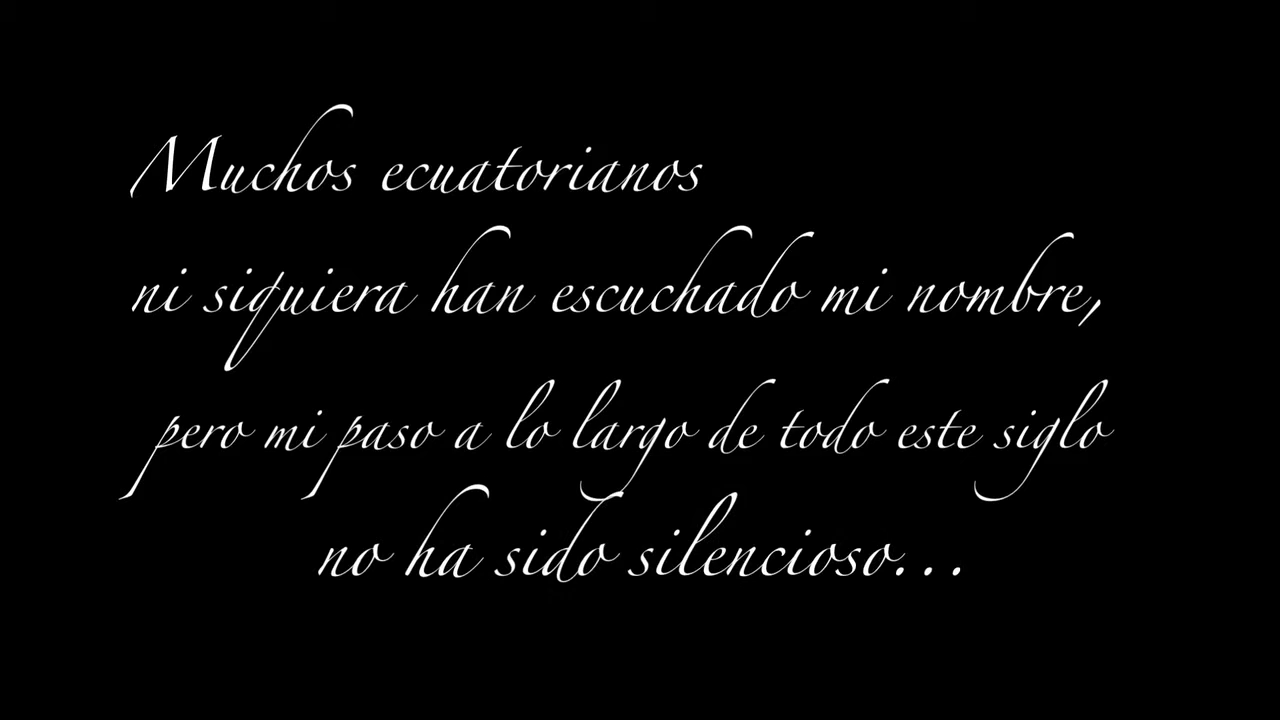 Muchos ecuatorianos
ni siquiera han escuchado mi nombre,
pero mi paso a lo largo de todo este siglo
no ha sido silencioso...